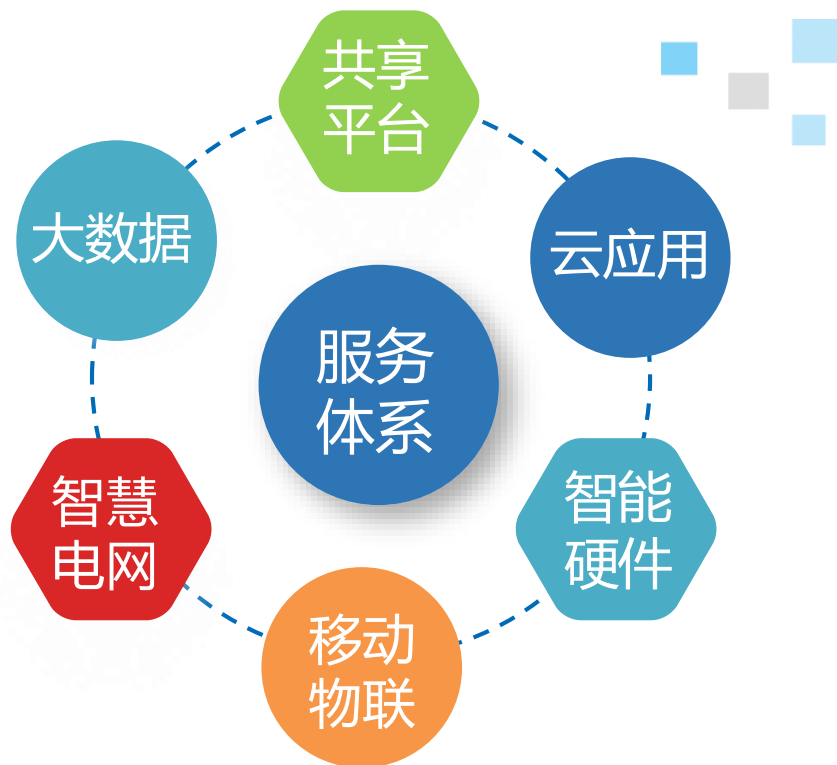 共享
平台
大数据
云应用
服务
体系
智慧
电网
智能
硬件
移动
物联